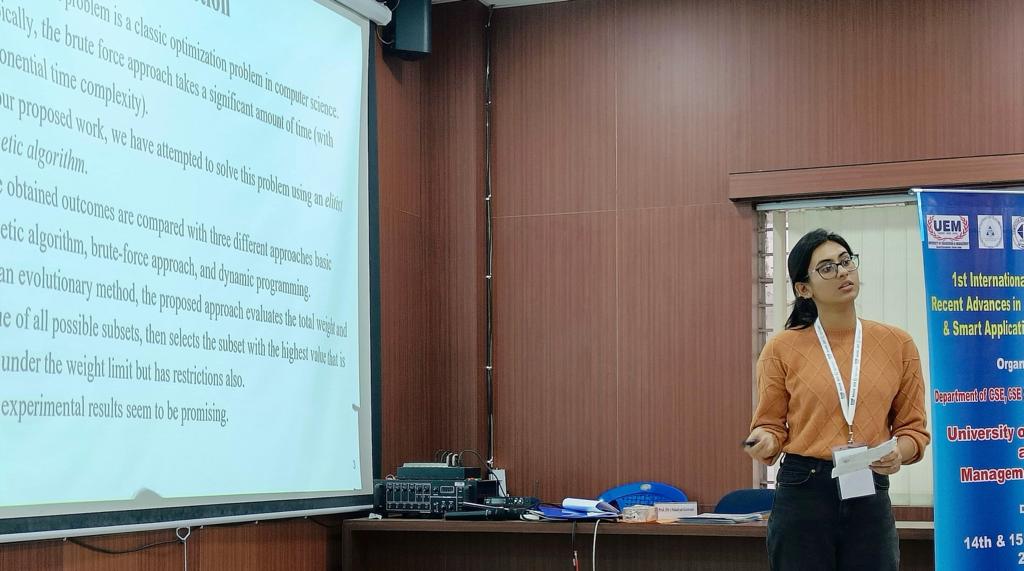 tion
problem is a classic optimization problem in computer science.
ically, the brute force approach takes a significant amount of time (with
onential time complexity).
our proposed work, we have attempted to solve this problem using an elitist
etic algorithm.
e obtained outcomes are compared with three different approaches basic
etic algorithm, brute-force approach, and dynamic programming.
an evolutionary method, the proposed approach evaluates the total weight and
ue of all possible subsets, then selects the subset with the highest value that is
under the weight limit but has restrictions also.
experimental results seem to be promising.
3
UEM
1st Internationa
Recent Advances in
& Smart Application
Organ
Department of CSE, CSE
University o
a
Managem
14th & 15
2